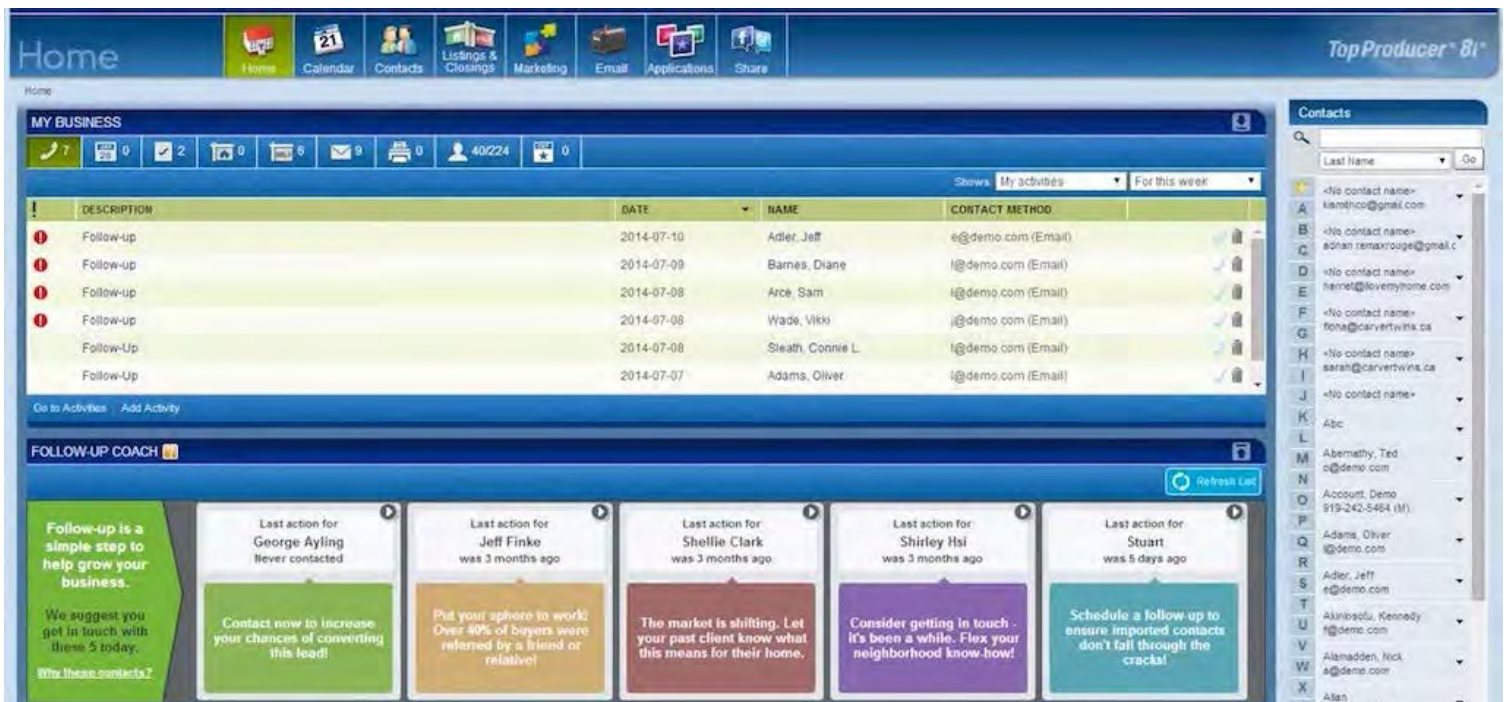 Home
Home
Calendar
Contacts
Listings &
Closings
Marketing
Email
Applications
Share
Top Producer® 8i®
Home
MY BUSINESS
7
0
2
0
6
9
0
40/224
0
Shows My activities For this week
! DESCRIPTION DATE NAME CONTACT METHOD
Follow-up 2014-07-10 Adler, Jeff e@demo.com (Email)
Follow-up 2014-07-09 Barnes, Diane l@demo.com (Email)
Follow-up 2014-07-08 Arce, Sam l@demo.com (Email)
Follow-up 2014-07-08 Wade, Vikki j@demo.com (Email)
Follow-Up 2014-07-08 Sleath, Connie L. l@demo.com (Email)
Follow-Up 2014-07-07 Adams, Oliver l@demo.com (Email)
Go to Activities Add Activity
FOLLOW-UP COACH
Refresh List
Follow-up is a
simple step to
help grow your
business.
We suggest you
get in touch with
these 5 today.
Why these contacts?
Last action for
George Ayling
Never contacted
Contact now to increase
your chances of converting
this lead!
Last action for
Jeff Finke
was 3 months ago
Put your sphere to work!
Over 40% of buyers were
referred by a friend or
relative!
Last action for
Shellie Clark
was 3 months ago
The market is shifting. Let
your past client know what
this means for their home.
Last action for
Shirley Hsi
was 3 months ago
Consider getting in touch -
it's been a while. Flex your
neighborhood know-how!
Last action for
Stuart
was 5 days ago
Schedule a follow-up to
ensure imported contacts
don't fall through the
cracks!
Contacts
Last Name Go
A
B
C
D
E
F
G
H
I
J
K
L
M
N
O
P
Q
R
S
T
U
V
W
X
<No contact name>
<No contact name>
adnan.remaxrouge@gmail.c
<No contact name>
harriet@ilovemyhome.com
<No contact name>
fiona@carvertwins.ca
<No contact name>
sarah@carvertwins.ca
<No contact name>
Abc
Abernathy, Ted
o@demo.com
Account, Demo
919-242-5464 (M)
Adams, Oliver
l@demo.com
Adler, Jeff
e@demo.com
Akinlosotu, Kennedy
f@demo.com
Alamadden, Nick
a@demo.com
Allan